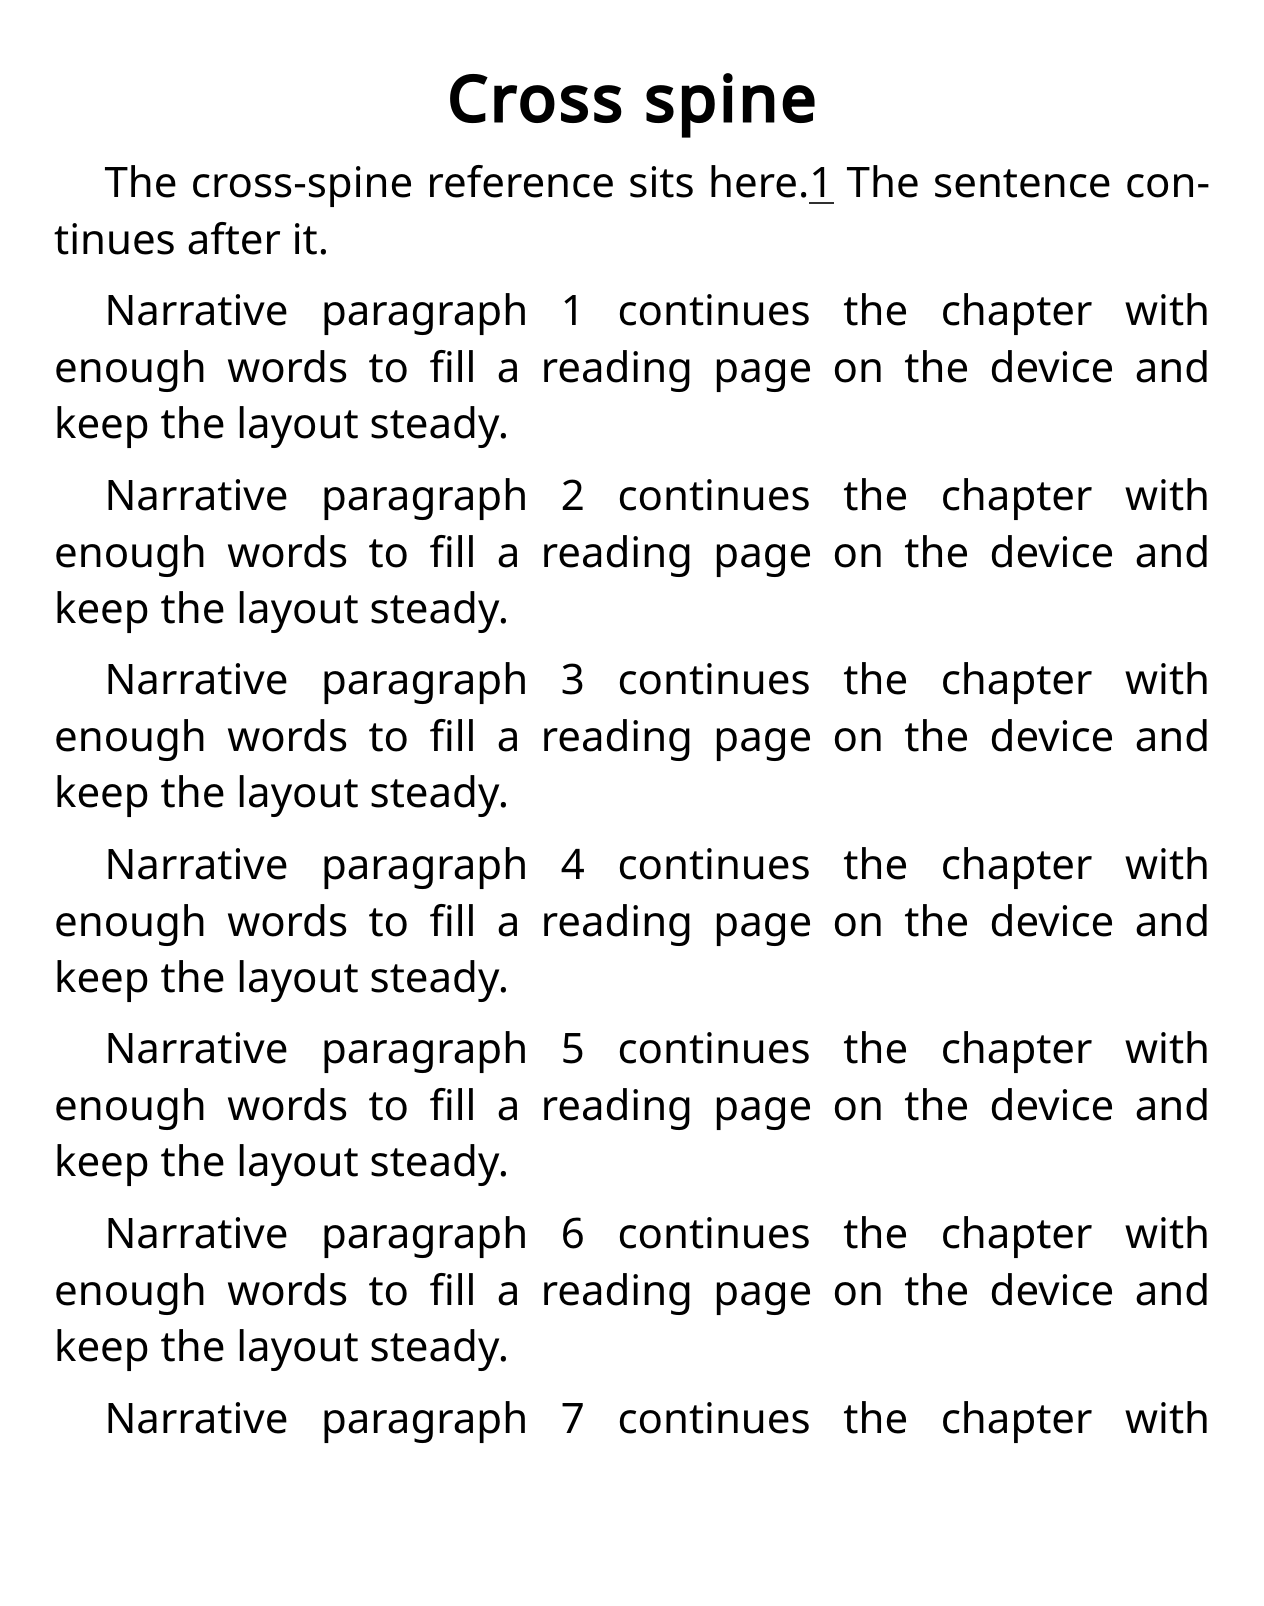 Cross spine
The cross-spine reference sits here.1 The sentence con-
tinues after it.
Narrative paragraph 1 continues the chapter with
enough words to fill a reading page on the device and
keep the layout steady.
Narrative paragraph 2 continues the chapter with
enough words to fill a reading page on the device and
keep the layout steady.
Narrative paragraph 3 continues the chapter with
enough words to fill a reading page on the device and
keep the layout steady.
Narrative paragraph 4 continues the chapter with
enough words to fill a reading page on the device and
keep the layout steady.
Narrative paragraph 5 continues the chapter with
enough words to fill a reading page on the device and
keep the layout steady.
Narrative paragraph 6 continues the chapter with
enough words to fill a reading page on the device and
keep the layout steady.
Narrative paragraph 7 continues the chapter with